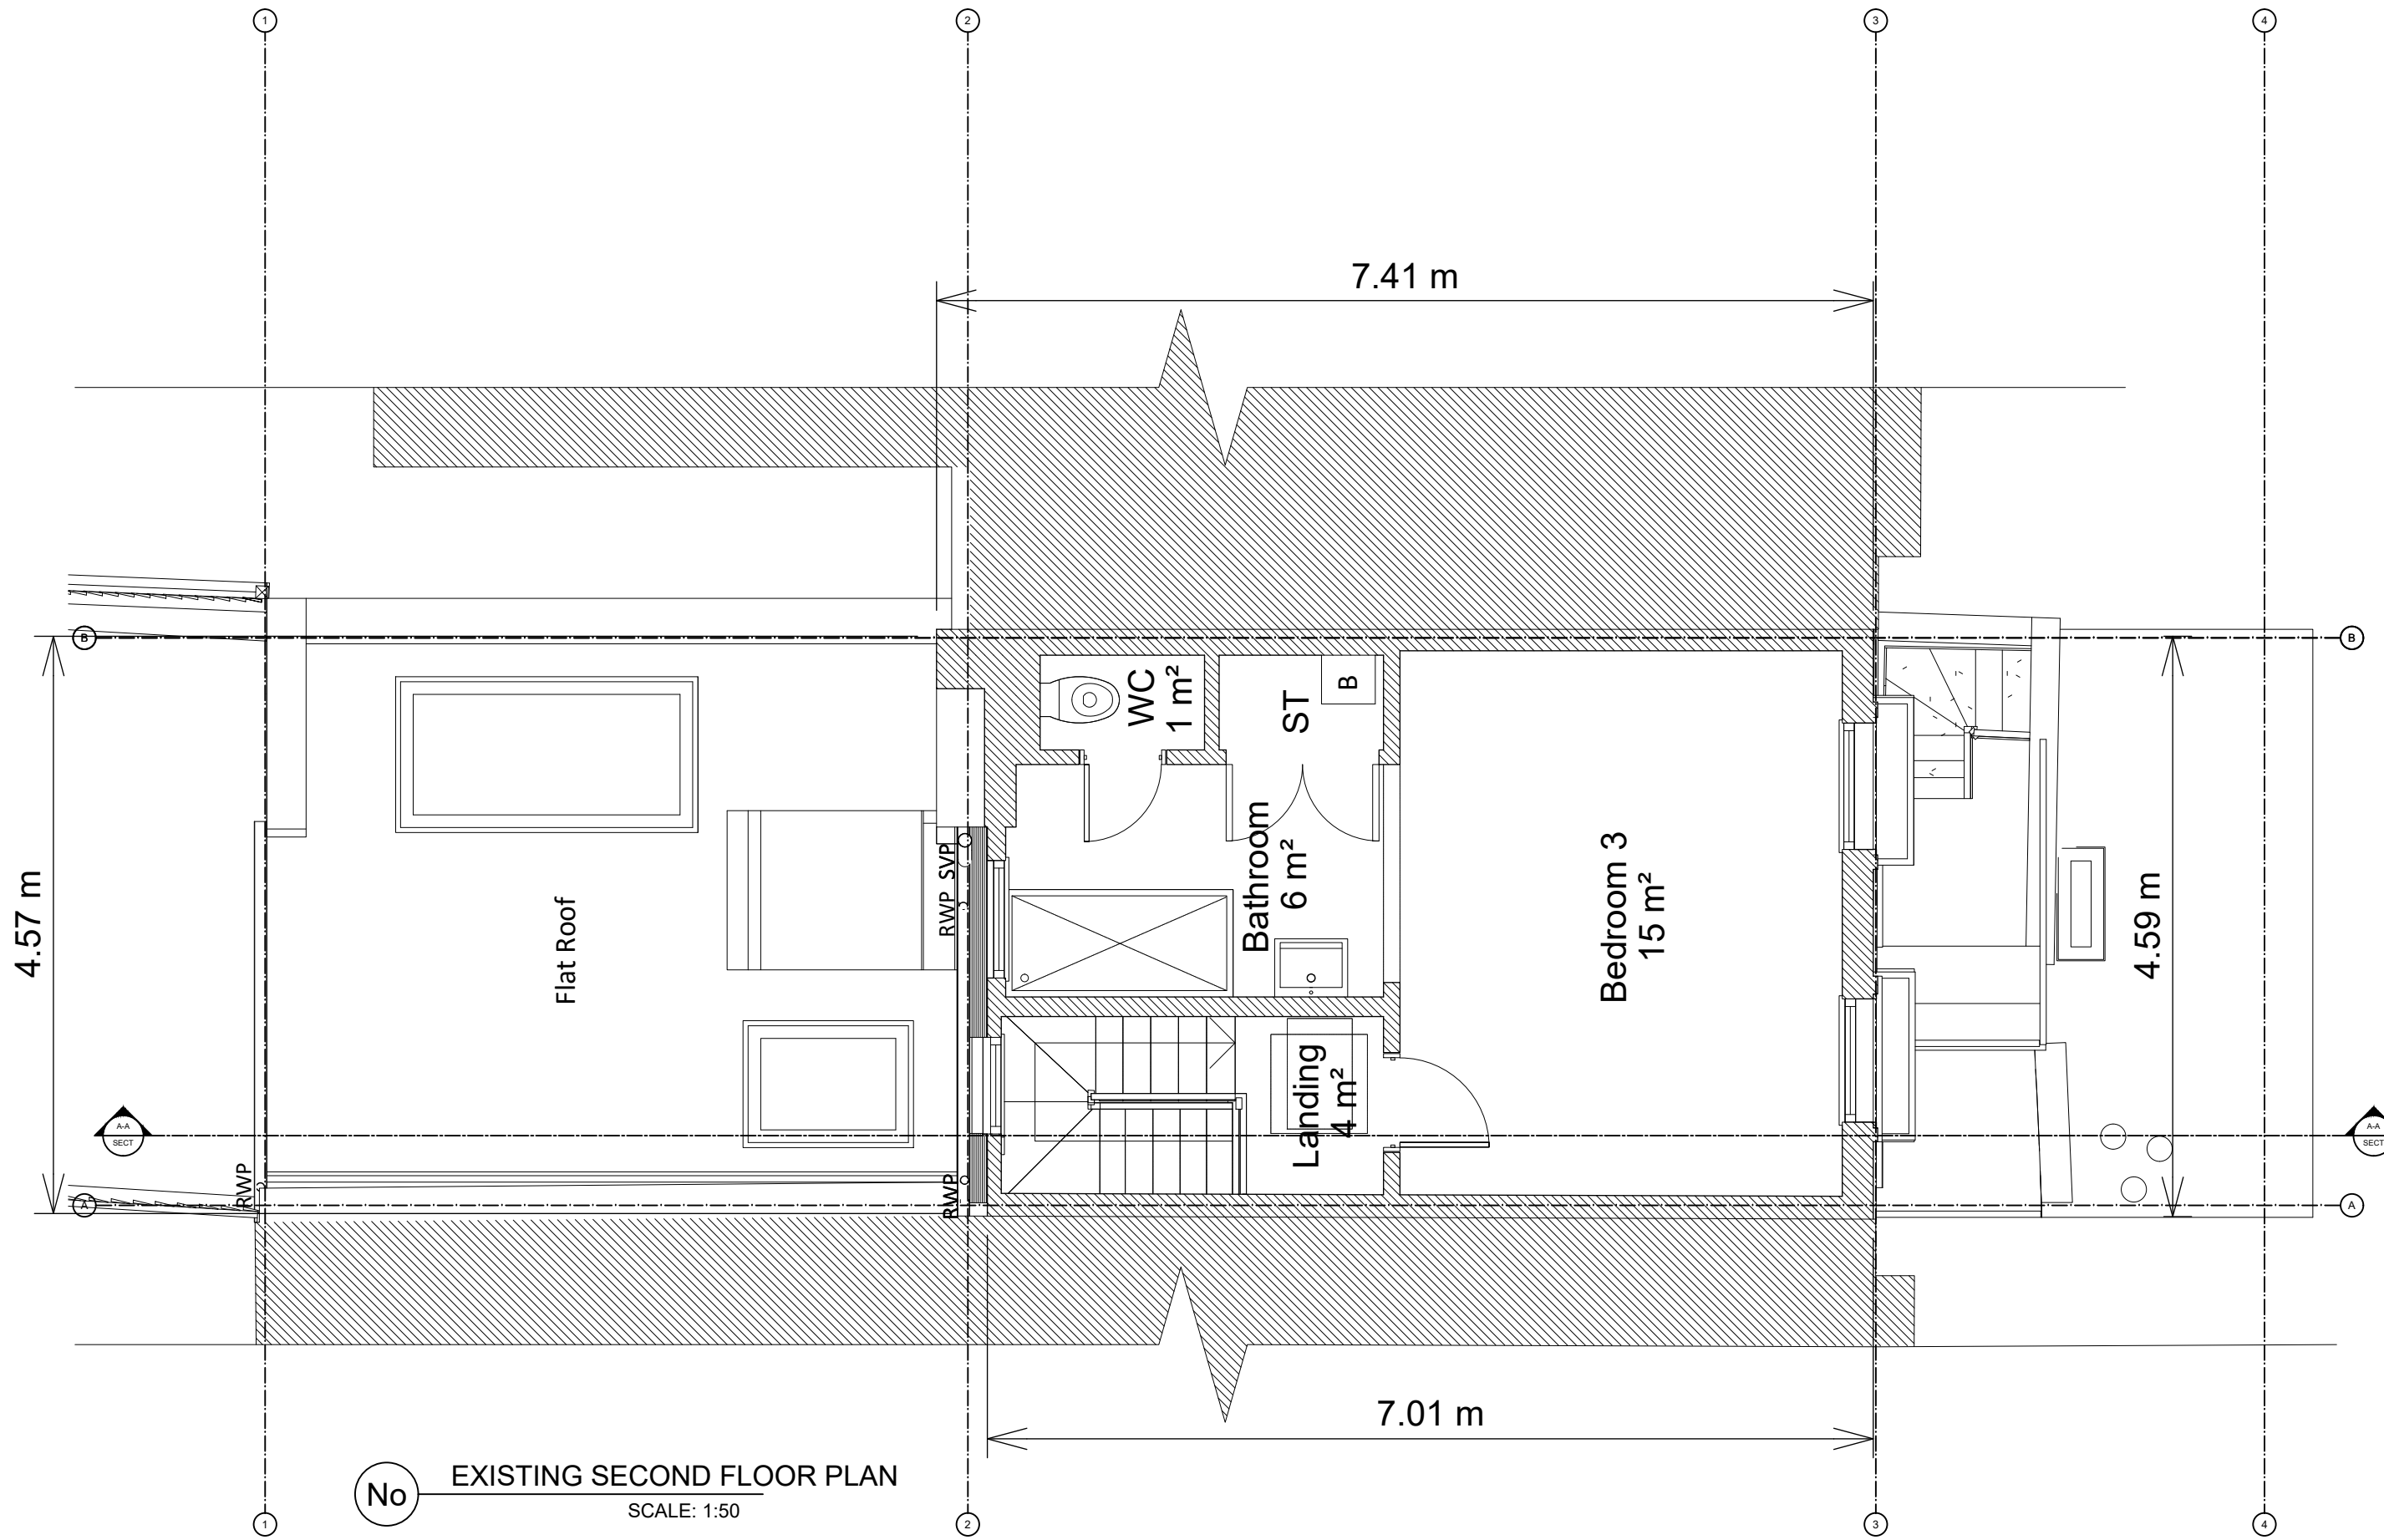 1
2
3
4
7.41 m
B
B
WC
1 m²
ST
B
Bathroom
6 m²
Bedroom 3
15 m²
Flat Roof
RWP SVP
4.57 m
4.59 m
Landing
4 m²
A-A
SECT
A-A
SECT
RWP
RWP
A
A
7.01 m
No
EXISTING SECOND FLOOR PLAN
SCALE: 1:50
1
2
3
4